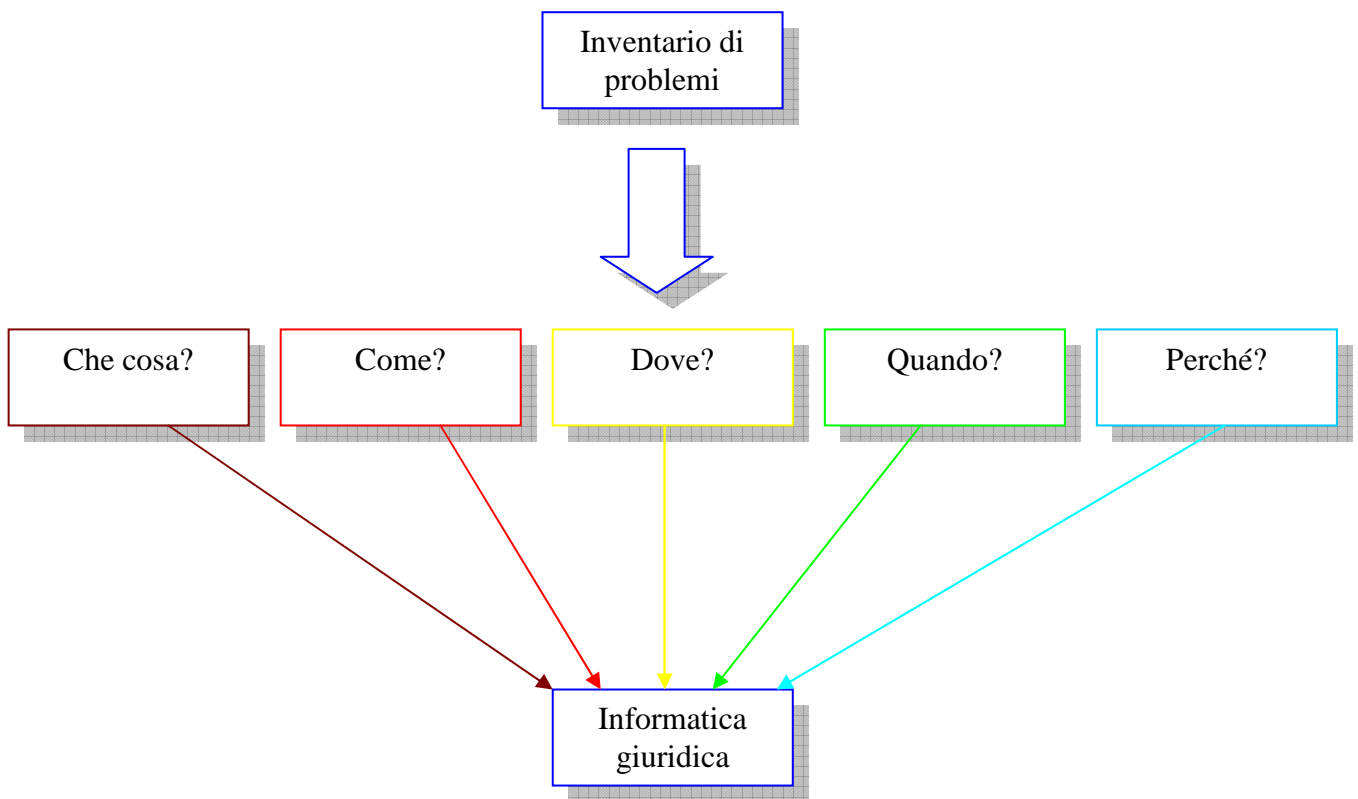 Inventario di
problemi
Che cosa?
Come?
Dove?
Quando?
Perché?
Informatica
giuridica